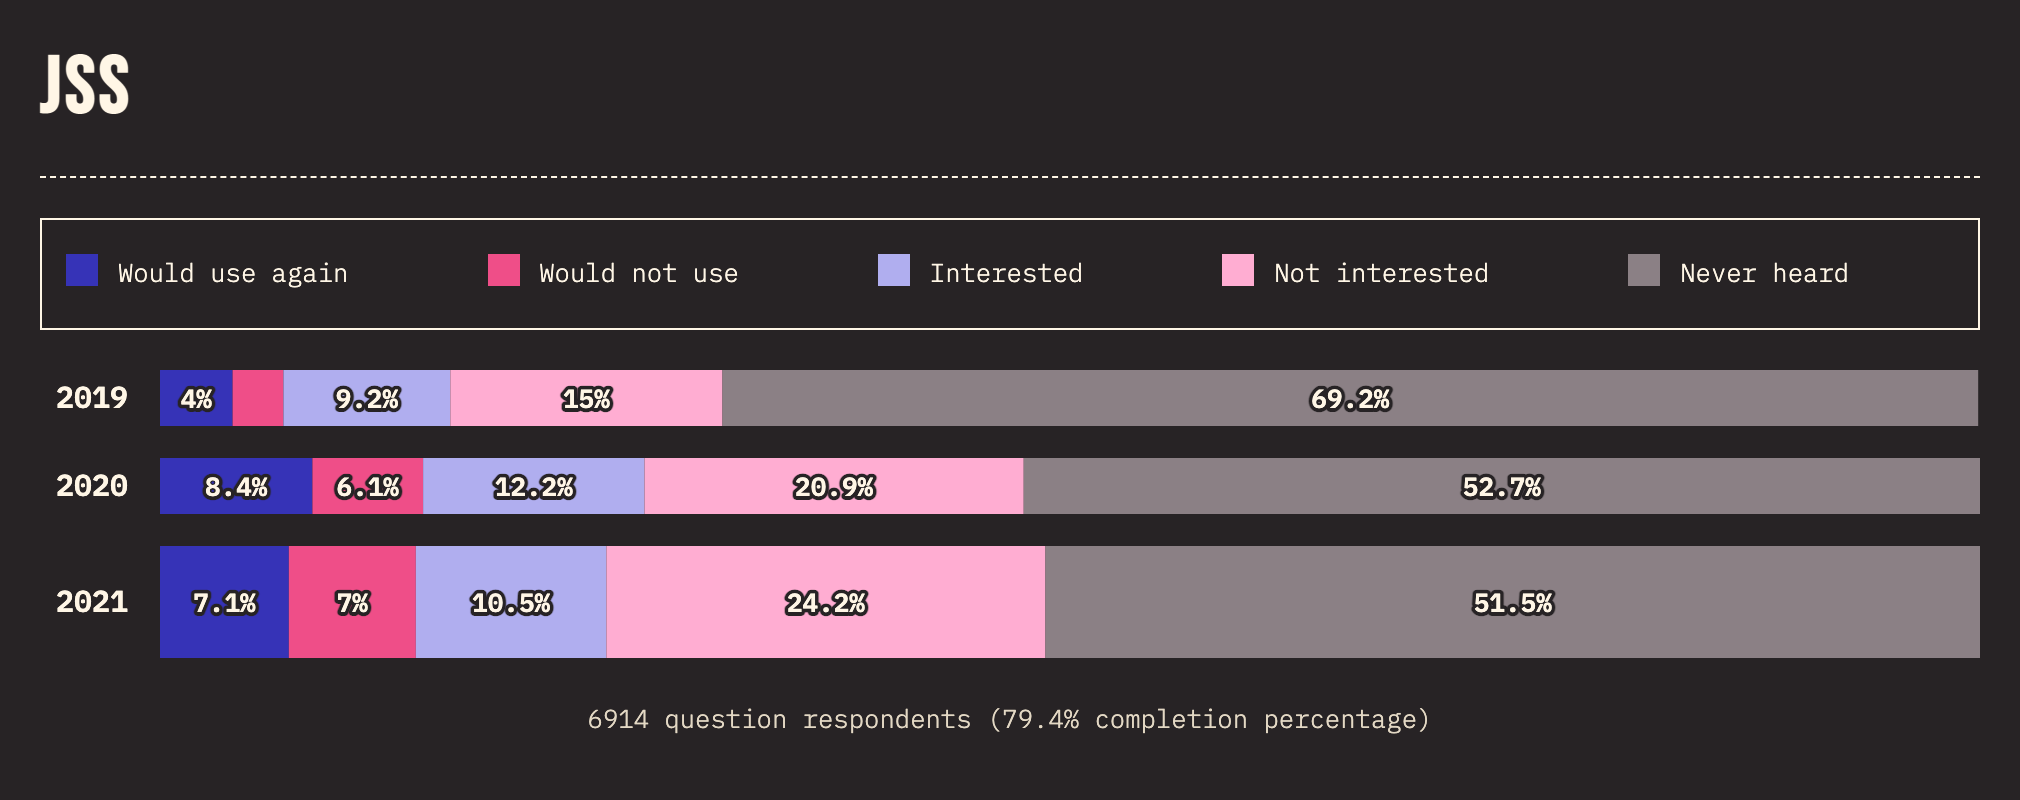 JSS
Would use again Would not use Interested Not interested Never heard
2019 4% 9.2% 15% 69.2%
2020 8.4% 6.1% 12.2% 20.9% 52.7%
2021 7.1% 7% 10.5% 24.2% 51.5%
6914 question respondents (79.4% completion percentage)